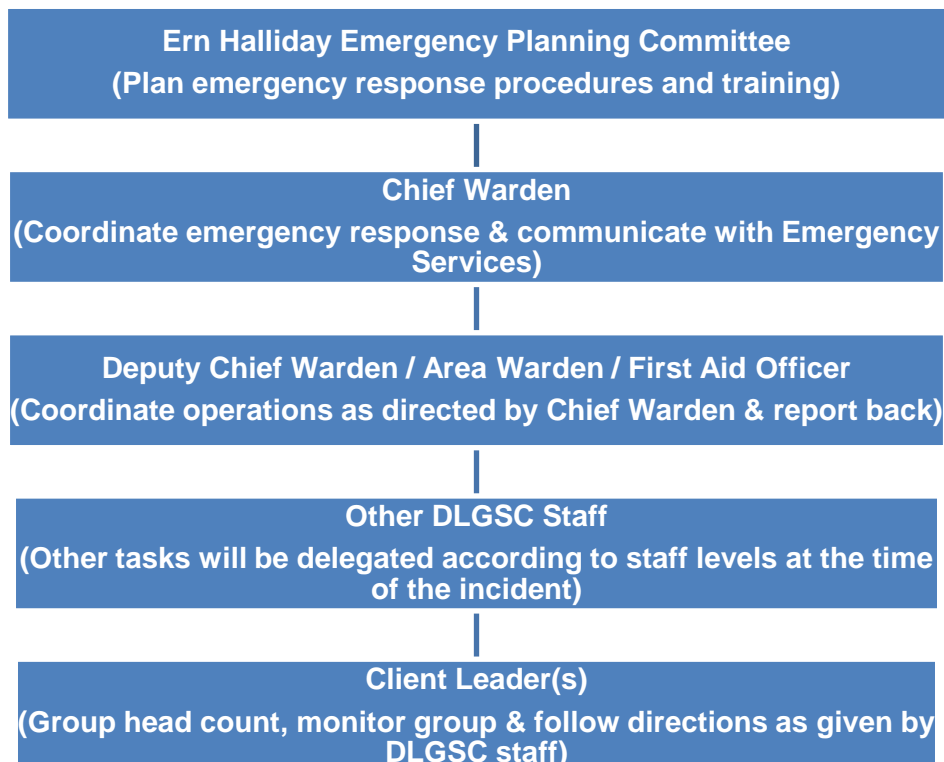 Ern Halliday Emergency Planning Committee
(Plan emergency response procedures and training)
Chief Warden
(Coordinate emergency response & communicate with Emergency
Services)
Deputy Chief Warden / Area Warden / First Aid Officer
(Coordinate operations as directed by Chief Warden & report back)
Other DLGSC Staff
(Other tasks will be delegated according to staff levels at the time
of the incident)
Client Leader(s)
(Group head count, monitor group & follow directions as given by
DLGSC staff)